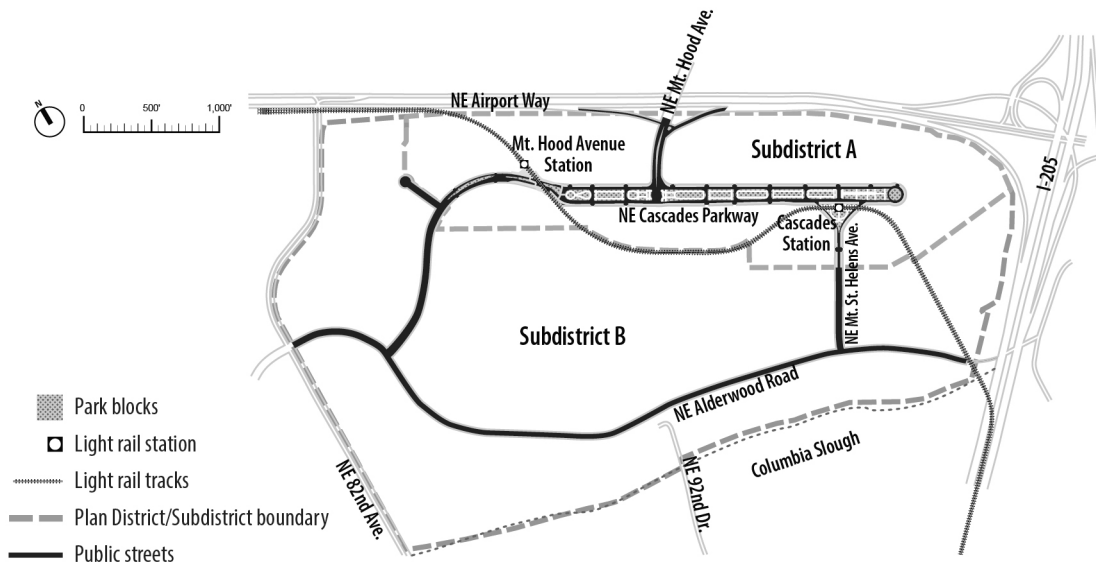 N
0 500' 1,000'
NE Airport Way
NE Mt. Hood Ave.
Mt. Hood Avenue
Station
Subdistrict A
I-205
NE Cascades Parkway
Cascades
Station
NE Mt. St. Helens Ave.
Subdistrict B
NE Alderwood Road
Columbia Slough
NE 92nd Dr.
NE 82nd Ave.
Park blocks
Light rail station
Light rail tracks
Plan District/Subdistrict boundary
Public streets